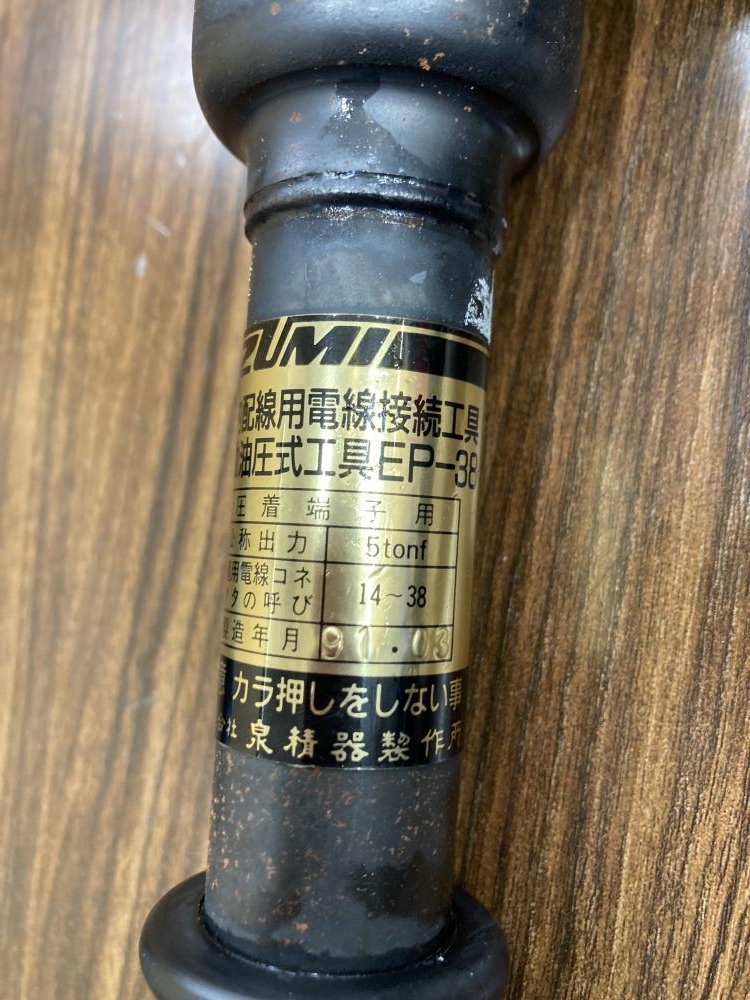 IZUMI
配線用電線接続工具
油圧式工具EP-38
圧着端子用
称出力 5tonf
用電線コネ
タの呼び 14~38
製造年月 91.03
カラ押しをしない事
会社 泉精器製作所